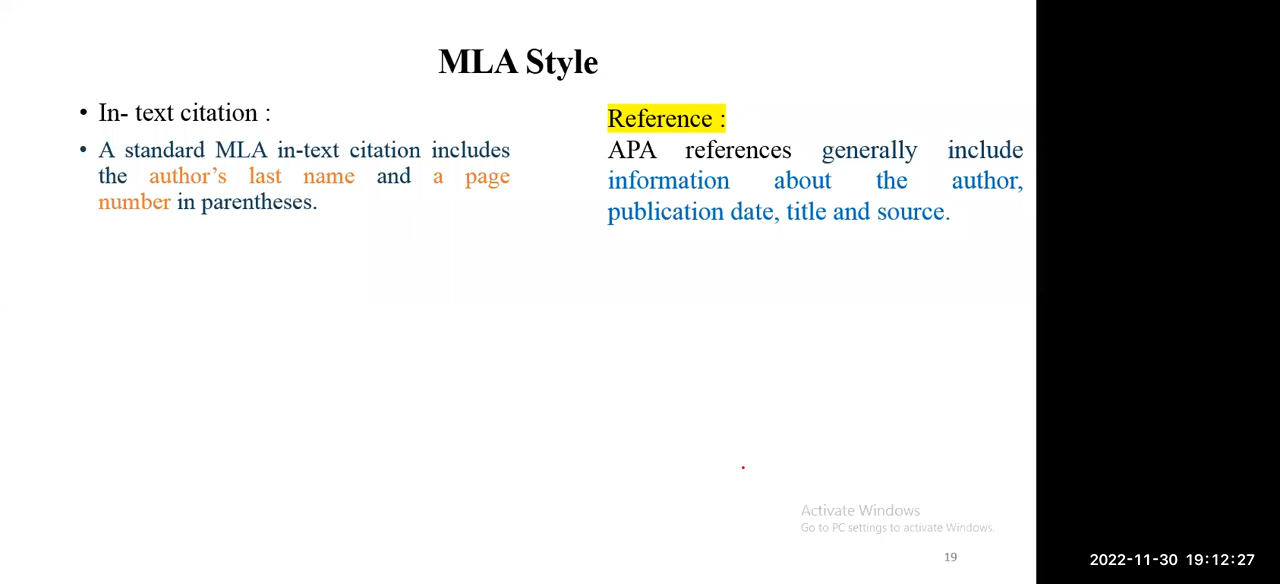 MLA Style
• In- text citation :
• A standard MLA in-text citation includes
the author’s last name and a page
number in parentheses.
Reference :
APA references generally include
information about the author,
publication date, title and source.
Activate Windows
Go to PC settings to activate Windows.
19
2022-11-30 19:12:27